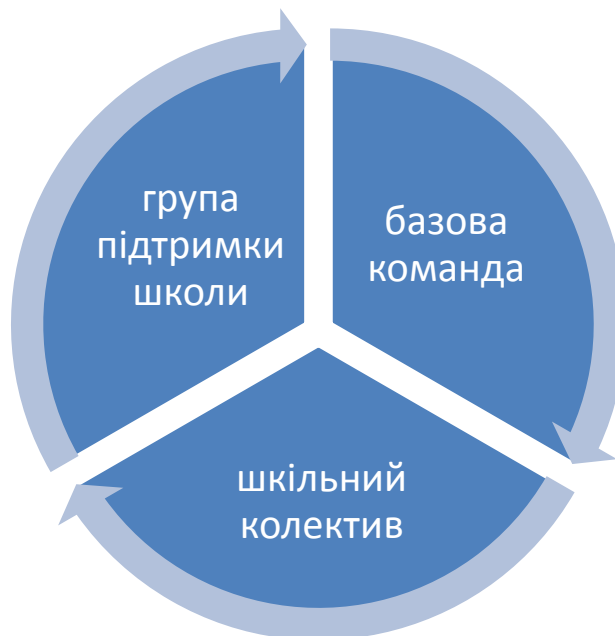 група
підтримки
школи
базова
команда
шкільний
колектив